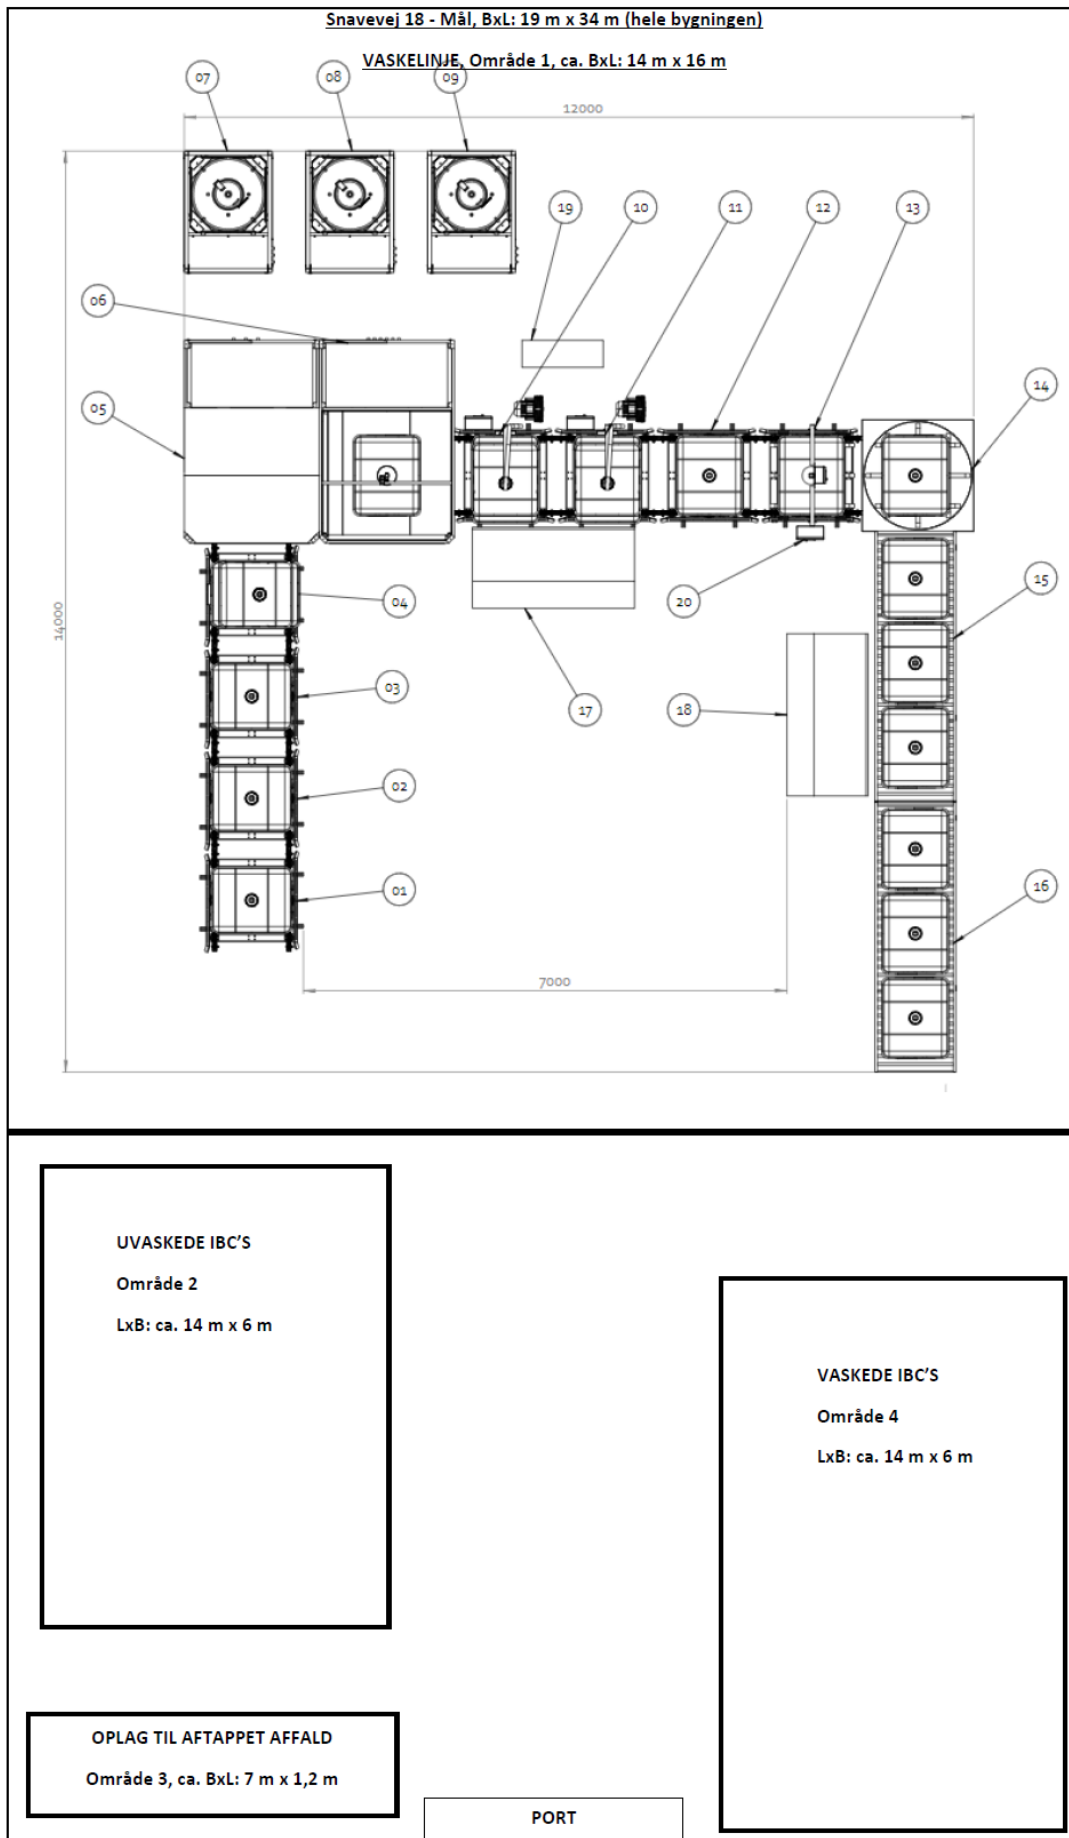 Snavevej 18 - Mål, BxL: 19 m x 34 m (hele bygningen)
VASKELINJE, Område 1, ca. BxL: 14 m x 16 m
07
08
09
12000
19
10
11
12
13
06
05
14
14000
04
20
15
03
17
18
02
01
16
7000
UVASKEDE IBC'S
Område 2
LxB: ca. 14 m x 6 m
VASKEDE IBC'S
Område 4
LxB: ca. 14 m x 6 m
OPLAG TIL AFTAPPET AFFALD
Område 3, ca. BxL: 7 m x 1,2 m
PORT